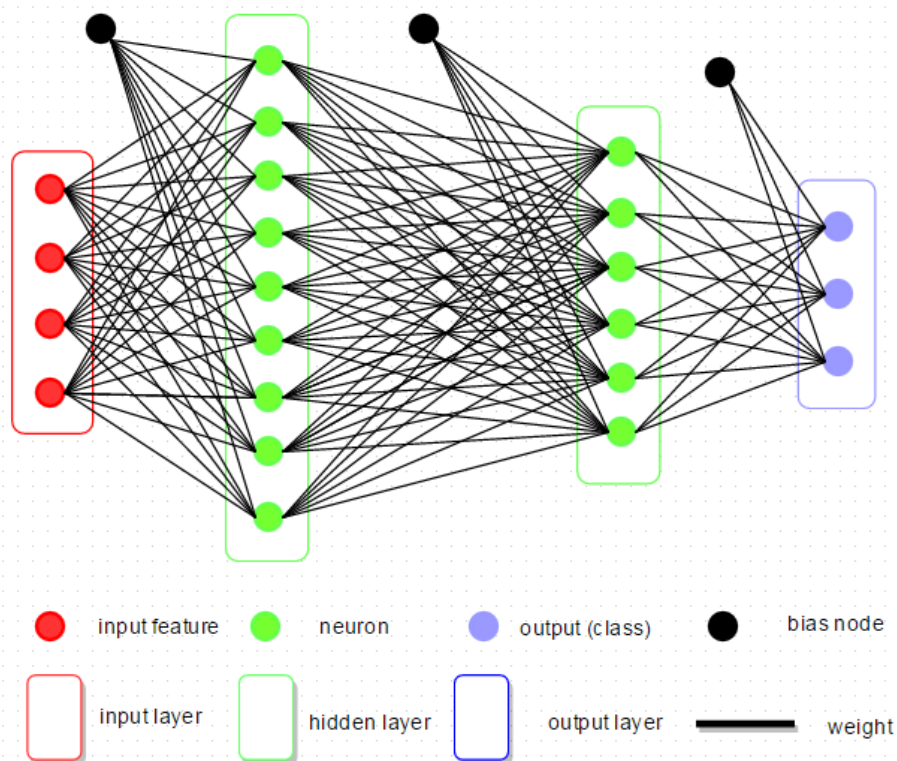 input feature
neuron
output (class)
bias node
input layer
hidden layer
output layer
weight